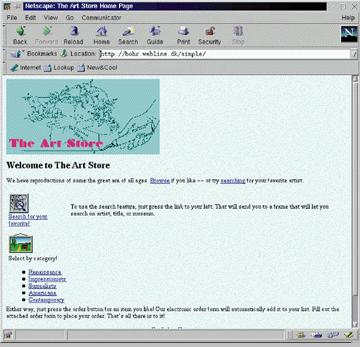 Netscape: The Art Store Home Page
File Edit View Go Communicator Help
Back Forward Reload Home Search Guide Print Security Stop
N
Bookmarks Location: http://bohr.webline.dk/simple/
Internet Lookup New&Cool
The Art Store
Welcome to The Art Store
We have reproductions of some the great are of all ages. Browse if you like -- or try searching for your favorite artist.
Search for your
favorite!
To use the search feature, just press the link to your left. That will send you to a frame that will let you
search on artist, title, or museum.
Select by category!
Renaissance
Impressionists
Surrealists
Americana
Contemporary
Either way, just press the order button for an item you like! Our electronic order form will automatically add it to your list. Fill out the
attached order form to place your order. That's all there is to it!